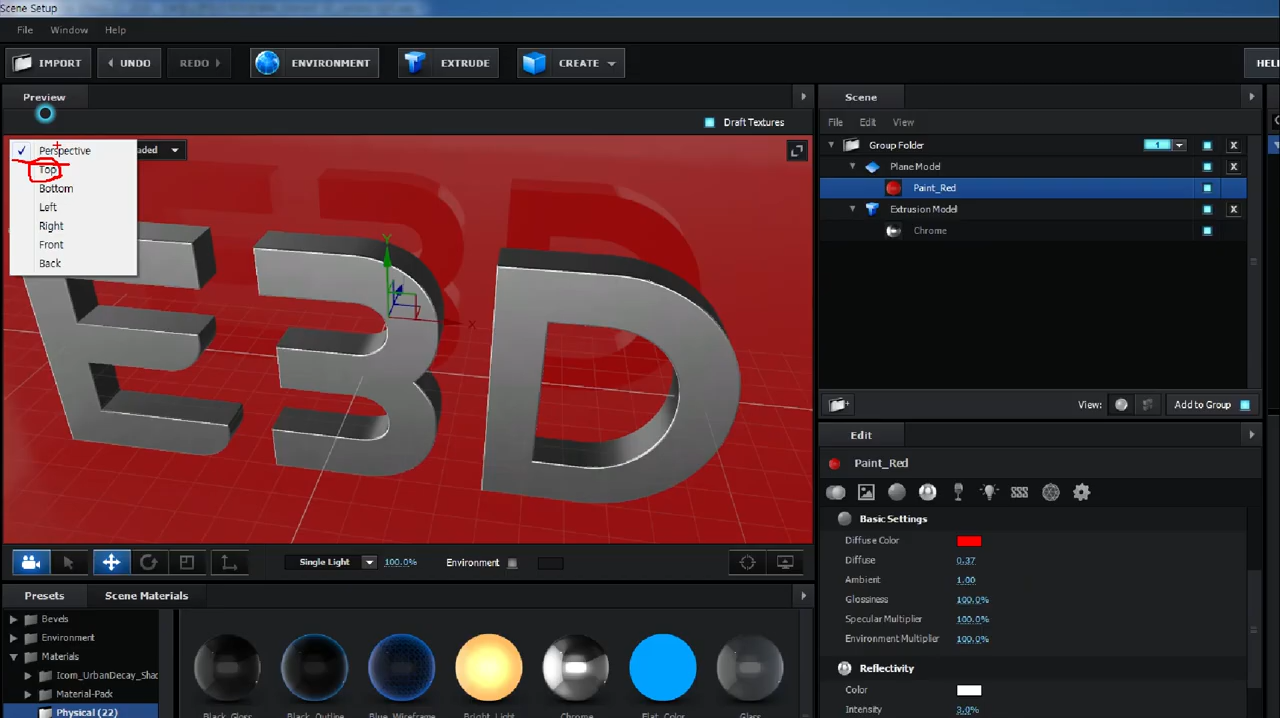 Scene Setup
File Window Help
IMPORT UNDO REDO ENVIRONMENT EXTRUDE CREATE
Preview
Draft Textures
Perspective
Top
Bottom
Left
Right
Front
Back
E3D
Y
X
Single Light 100.0% Environment
Presets Scene Materials
Bevels
Environment
Materials
Material-Pack
Physical (22)
Black_Gloss Black_Outline Blue_Wireframe Bright_Light Chrome Flat_Color Glass
Scene
File Edit View
Group Folder 1 X
Plane Model X
Paint_Red
Extrusion Model X
Chrome
View: Add to Group
Edit
Paint_Red
Basic Settings
Diffuse Color
Diffuse 0.37
Ambient 1.00
Glossiness 100.0%
Specular Multiplier 100.0%
Environment Multiplier 100.0%
Reflectivity
Color
Intensity 3.0%